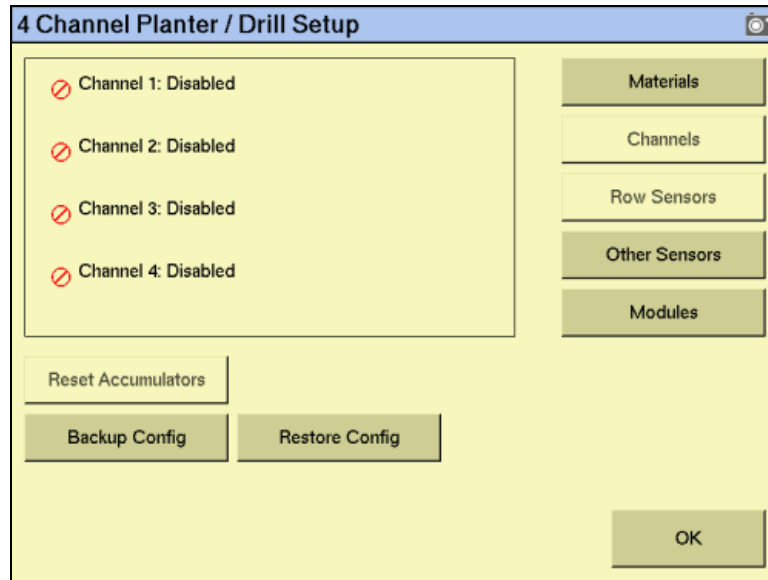 4 Channel Planter / Drill Setup
Channel 1: Disabled
Channel 2: Disabled
Channel 3: Disabled
Channel 4: Disabled
Materials
Channels
Row Sensors
Other Sensors
Modules
Reset Accumulators
Backup Config
Restore Config
OK